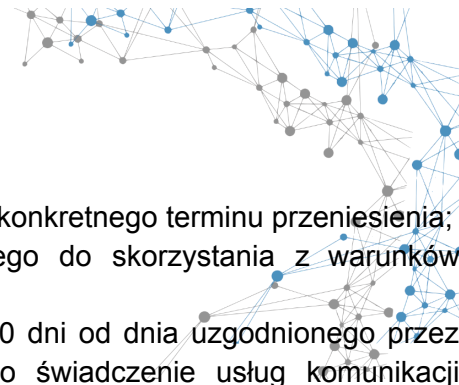 konkretnego terminu przeniesienia;
ego do skorzystania z warunków
0 dni od dnia uzgodnionego przez
o świadczenie usług komunikacji